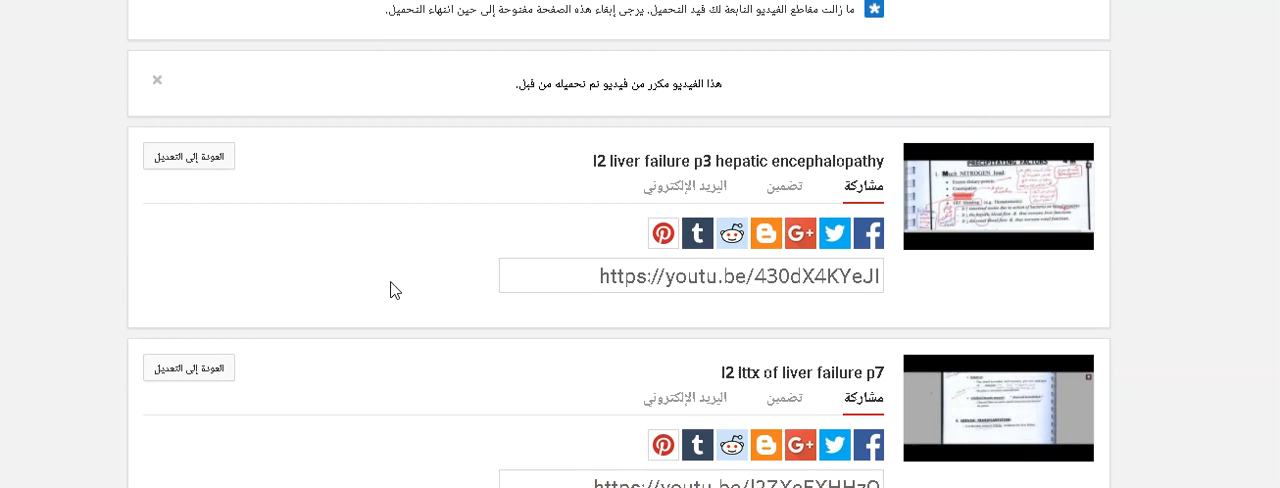 ما زالت مقاطع الفيديو التابعة لك قيد التحميل. يرجى إبقاء هذه الصفحة مفتوحة إلى حين انتهاء التحميل.
هذا الفيديو مكرر من فيديو تم تحميله من قبل.
العودة إلى التعديل
l2 liver failure p3 hepatic encephalopathy
مشاركة تضمين البريد الإلكتروني
https://youtu.be/430dX4KYeJI
PRECIPITATING FACTORS
العودة إلى التعديل
l2 lttx of liver failure p7
مشاركة تضمين البريد الإلكتروني